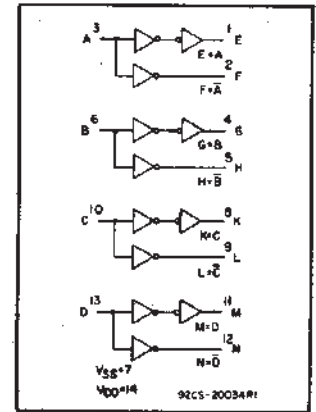 A 3 1 E
E=A
2 F
F=A̅
B 6 4 G
G=B
5 H
H=B̅
C 10 8 K
K=C
9 L
L=C̅
D 13 11 M
M=D
12 N
N=D̅
VSS=7
VDD=14
92CS-20034R1